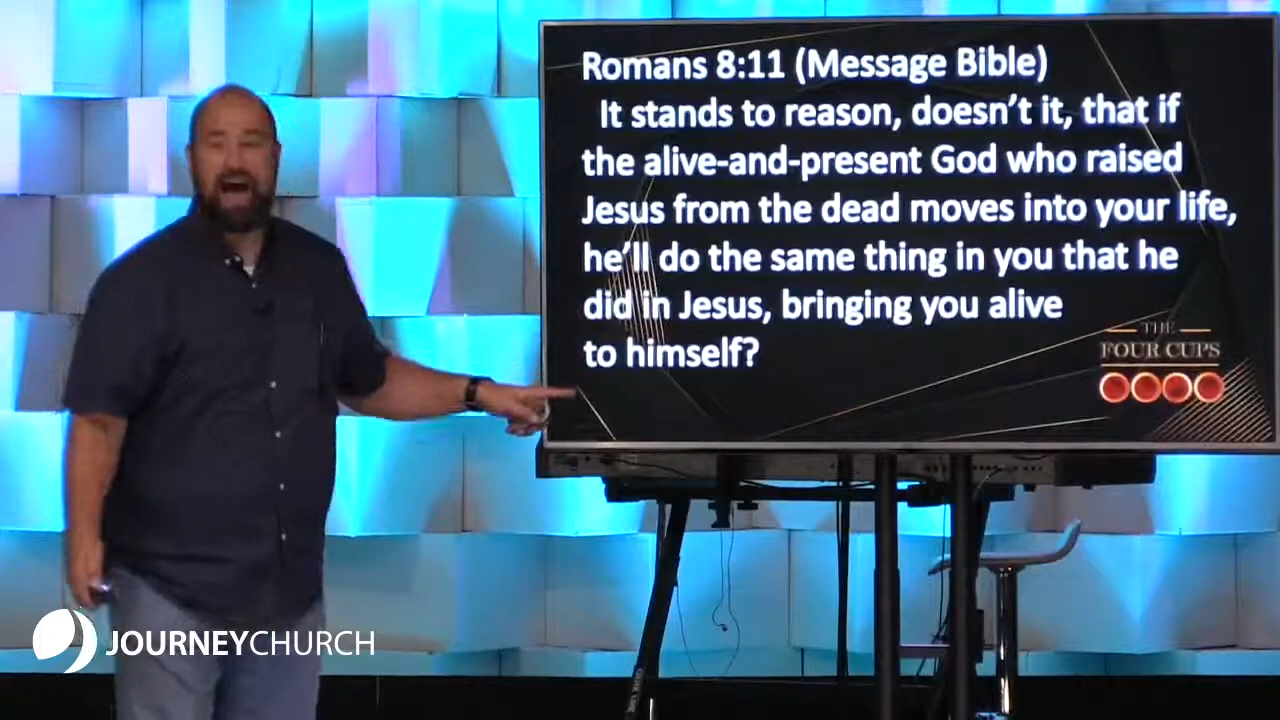 Romans 8:11 (Message Bible)
It stands to reason, doesn't it, that if
the alive-and-present God who raised
Jesus from the dead moves into your life,
he'll do the same thing in you that he
did in Jesus, bringing you alive
to himself?
THE
FOUR CUPS
JOURNEYCHURCH